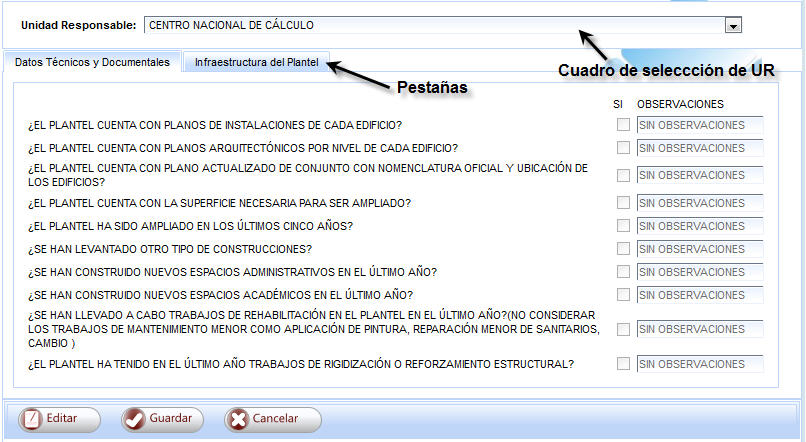 Unidad Responsable: CENTRO NACIONAL DE CÁLCULO
Cuadro de seleccción de UR
Datos Técnicos y Documentales Infraestructura del Plantel
Pestañas
SI OBSERVACIONES
¿EL PLANTEL CUENTA CON PLANOS DE INSTALACIONES DE CADA EDIFICIO? SIN OBSERVACIONES
¿EL PLANTEL CUENTA CON PLANOS ARQUITECTÓNICOS POR NIVEL DE CADA EDIFICIO? SIN OBSERVACIONES
¿EL PLANTEL CUENTA CON PLANO ACTUALIZADO DE CONJUNTO CON NOMENCLATURA OFICIAL Y UBICACIÓN DE
LOS EDIFICIOS? SIN OBSERVACIONES
¿EL PLANTEL CUENTA CON LA SUPERFICIE NECESARIA PARA SER AMPLIADO? SIN OBSERVACIONES
¿EL PLANTEL HA SIDO AMPLIADO EN LOS ÚLTIMOS CINCO AÑOS? SIN OBSERVACIONES
¿SE HAN LEVANTADO OTRO TIPO DE CONSTRUCCIONES? SIN OBSERVACIONES
¿SE HAN CONSTRUIDO NUEVOS ESPACIOS ADMINISTRATIVOS EN EL ÚLTIMO AÑO? SIN OBSERVACIONES
¿SE HAN CONSTRUIDO NUEVOS ESPACIOS ACADÉMICOS EN EL ÚLTIMO AÑO? SIN OBSERVACIONES
¿SE HAN LLEVADO A CABO TRABAJOS DE REHABILITACIÓN EN EL PLANTEL EN EL ÚLTIMO AÑO?(NO CONSIDERAR
LOS TRABAJOS DE MANTENIMIENTO MENOR COMO APLICACIÓN DE PINTURA, REPARACIÓN MENOR DE SANITARIOS, SIN OBSERVACIONES
CAMBIO )
¿EL PLANTEL HA TENIDO EN EL ÚLTIMO AÑO TRABAJOS DE RIGIDIZACIÓN O REFORZAMIENTO ESTRUCTURAL? SIN OBSERVACIONES
Editar Guardar Cancelar